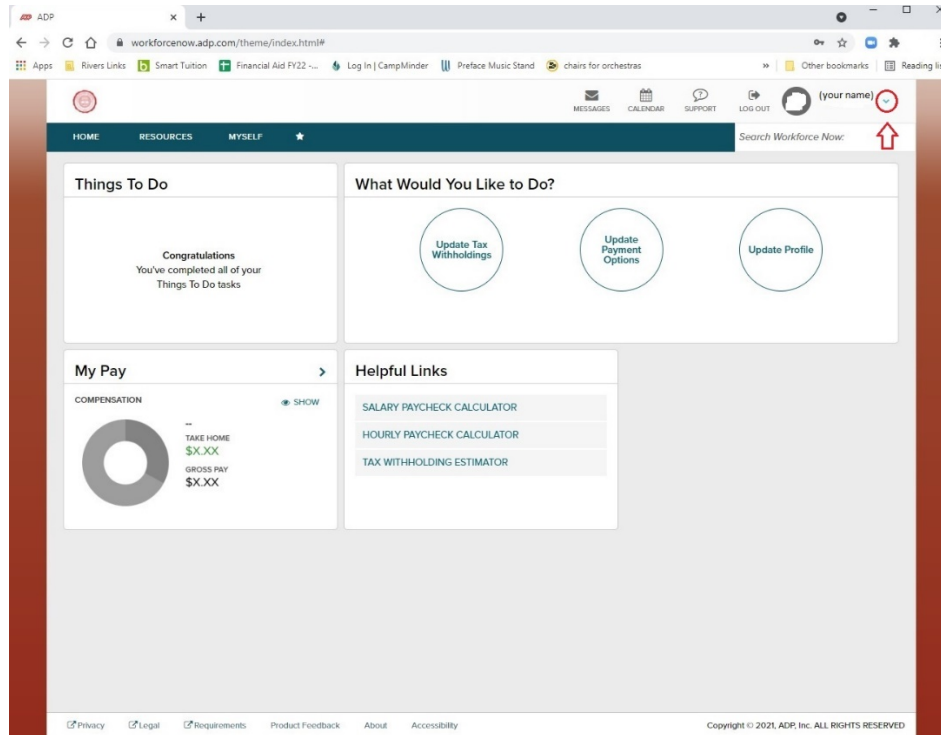 ADP
workforcenow.adp.com/theme/index.html#
Apps Rivers Links Smart Tuition Financial Aid FY22 -... Log In | CampMinder Preface Music Stand chairs for orchestras » Other bookmarks Reading lis
MESSAGES CALENDAR SUPPORT LOG OUT (your name)
HOME RESOURCES MYSELF Search Workforce Now:
Things To Do
Congratulations
You've completed all of your
Things To Do tasks
What Would You Like to Do?
Update Tax
Withholdings
Update
Payment
Options
Update Profile
My Pay
COMPENSATION SHOW
--
TAKE HOME
$X.XX
GROSS PAY
$X.XX
Helpful Links
SALARY PAYCHECK CALCULATOR
HOURLY PAYCHECK CALCULATOR
TAX WITHHOLDING ESTIMATOR
Privacy Legal Requirements Product Feedback About Accessibility Copyright © 2021, ADP, Inc. ALL RIGHTS RESERVED